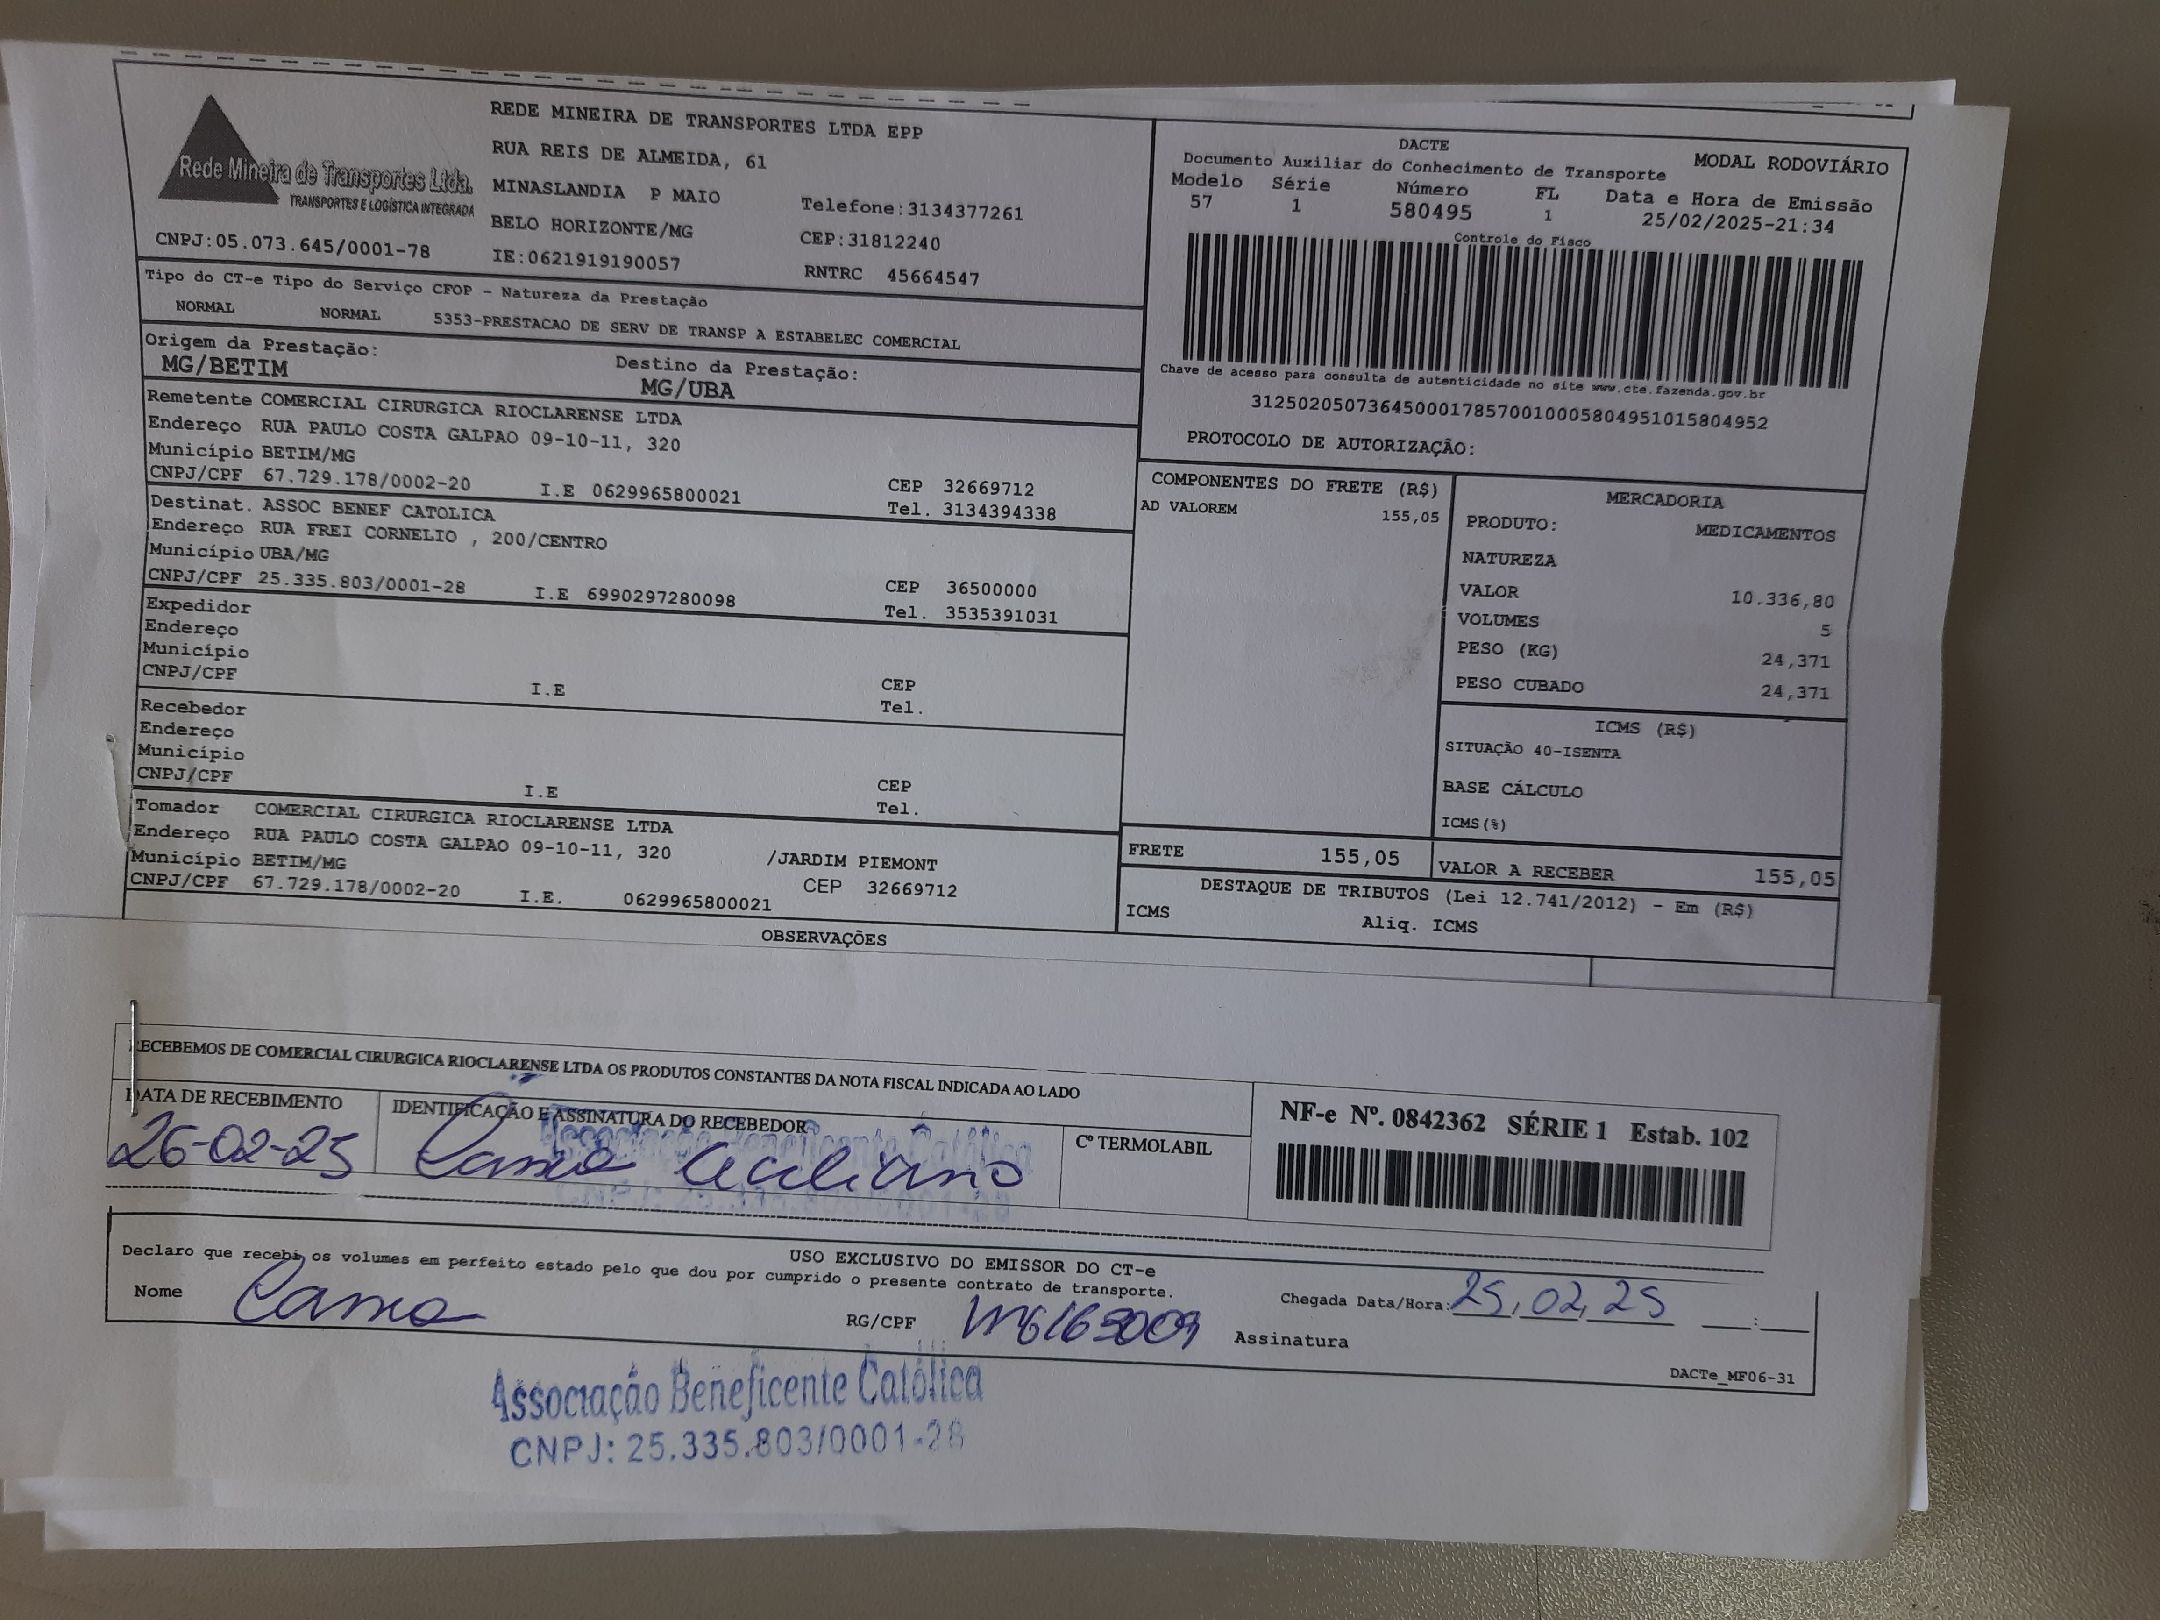 Rede Mineira de Transportes Ltda.
TRANSPORTES E LOGÍSTICA INTEGRADA
CNPJ:05.073.645/0001-78
REDE MINEIRA DE TRANSPORTES LTDA EPP
RUA REIS DE ALMEIDA, 61
MINASLANDIA P MAIO
Telefone:3134377261
BELO HORIZONTE/MG
CEP:31812240
IE:0621919190057
RNTRC 45664547
DACTE
MODAL RODOVIÁRIO
Documento Auxiliar do Conhecimento de Transporte
Modelo Série Número FL Data e Hora de Emissão
57 1 580495 1 25/02/2025-21:34
Controle do Fisco
Chave de acesso para consulta de autenticidade no site www.cte.fazenda.gov.br
31250205073645000178570010005804951015804952
PROTOCOLO DE AUTORIZAÇÃO:
Tipo do CT-e Tipo do Serviço CFOP - Natureza da Prestação
NORMAL NORMAL 5353-PRESTACAO DE SERV DE TRANSP A ESTABELEC COMERCIAL
Origem da Prestação: Destino da Prestação:
MG/BETIM MG/UBA
Remetente COMERCIAL CIRURGICA RIOCLARENSE LTDA
Endereço RUA PAULO COSTA GALPAO 09-10-11, 320
Município BETIM/MG CEP 32669712
CNPJ/CPF 67.729.178/0002-20 I.E 0629965800021 Tel. 3134394338
Destinat. ASSOC BENEF CATOLICA
Endereço RUA FREI CORNELIO , 200/CENTRO
Município UBA/MG CEP 36500000
CNPJ/CPF 25.335.803/0001-28 I.E 6990297280098 Tel. 3535391031
Expedidor
Endereço
Município CEP
CNPJ/CPF I.E Tel.
Recebedor
Endereço
Município CEP
CNPJ/CPF I.E Tel.
Tomador COMERCIAL CIRURGICA RIOCLARENSE LTDA
Endereço RUA PAULO COSTA GALPAO 09-10-11, 320 /JARDIM PIEMONT
Município BETIM/MG CEP 32669712
CNPJ/CPF 67.729.178/0002-20 I.E. 0629965800021
COMPONENTES DO FRETE (R$)
AD VALOREM 155,05
MERCADORIA
PRODUTO: MEDICAMENTOS
NATUREZA
VALOR 10.336,80
VOLUMES 5
PESO (KG) 24,371
PESO CUBADO 24,371
ICMS (R$)
SITUAÇÃO 40-ISENTA
BASE CÁLCULO
ICMS(%)
FRETE 155,05 VALOR A RECEBER 155,05
DESTAQUE DE TRIBUTOS (Lei 12.741/2012) - Em (R$)
ICMS Aliq. ICMS
OBSERVAÇÕES
RECEBEMOS DE COMERCIAL CIRURGICA RIOCLARENSE LTDA OS PRODUTOS CONSTANTES DA NOTA FISCAL INDICADA AO LADO
DATA DE RECEBIMENTO IDENTIFICAÇÃO E ASSINATURA DO RECEBEDOR Cº TERMOLABIL
26-02-25
Associação Beneficente Católica
CNPJ: 25.335.803/0001-28
NF-e Nº. 0842362 SÉRIE 1 Estab. 102
USO EXCLUSIVO DO EMISSOR DO CT-e
Declaro que recebi os volumes em perfeito estado pelo que dou por cumprido o presente contrato de transporte.
Nome RG/CPF Chegada Data/Hora: 25,02,25 :
Assinatura
DACTe_MF06-31
Associação Beneficente Católica
CNPJ: 25.335.803/0001-28